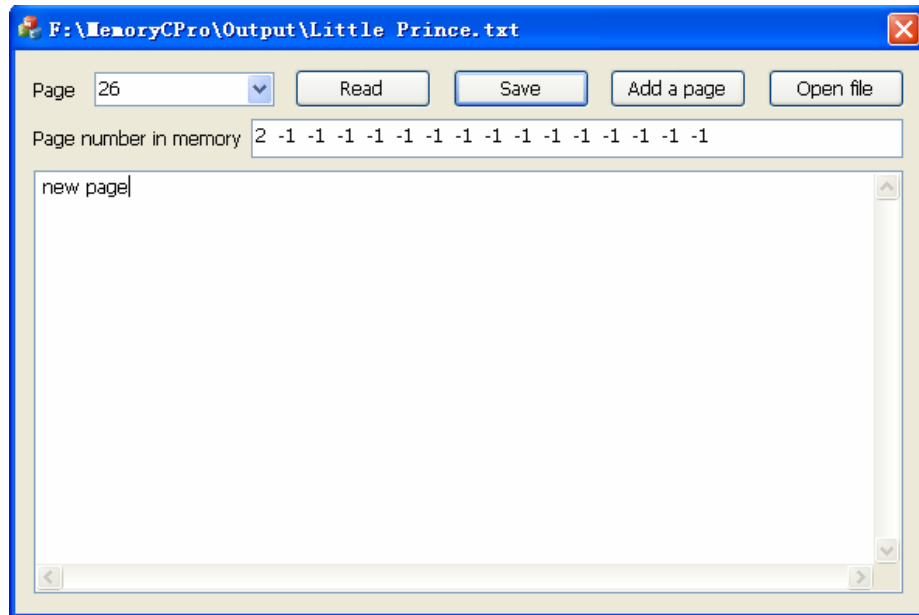 F:\MemoryCPro\Output\Little Prince.txt
Page 26 Read Save Add a page Open file
Page number in memory 2 -1 -1 -1 -1 -1 -1 -1 -1 -1 -1 -1 -1 -1 -1 -1
new page